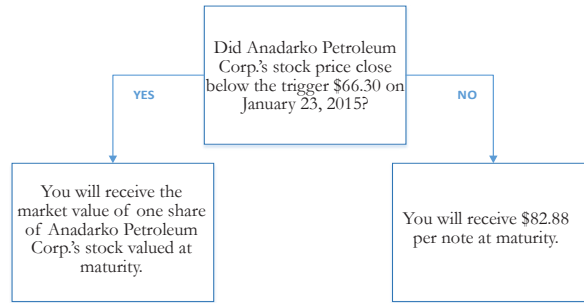 Did Anadarko Petroleum
Corp.'s stock price close
below the trigger $66.30 on
January 23, 2015?
YES
NO
You will receive the
market value of one share
of Anadarko Petroleum
Corp.'s stock valued at
maturity.
You will receive $82.88
per note at maturity.